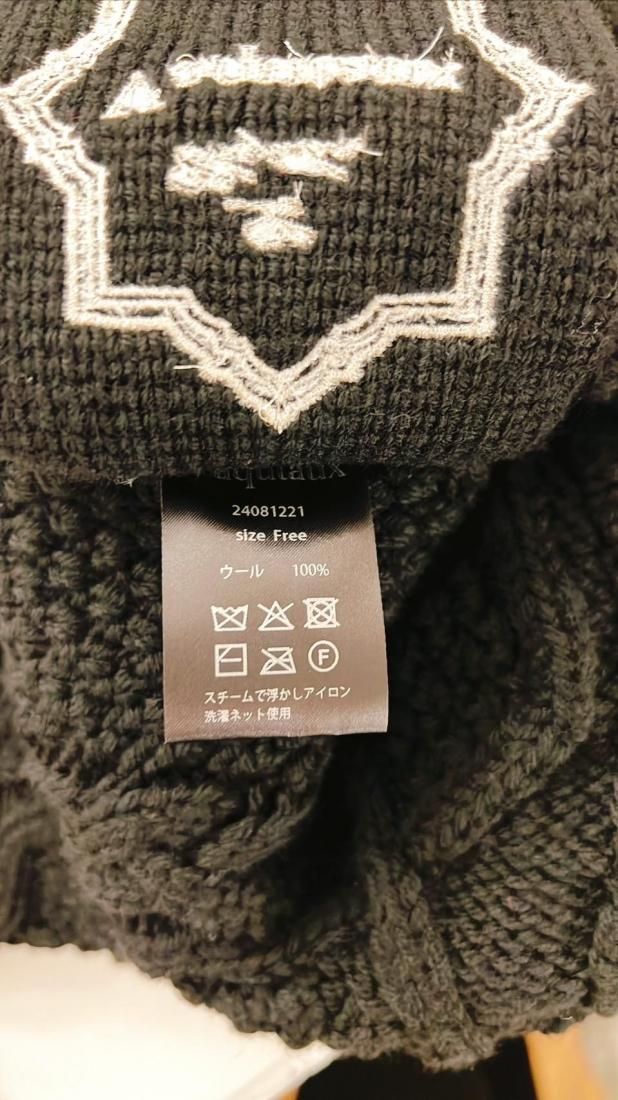 aquiaux
24081221
size Free
ウール 100%
F
スチームで浮かしアイロン
洗濯ネット使用